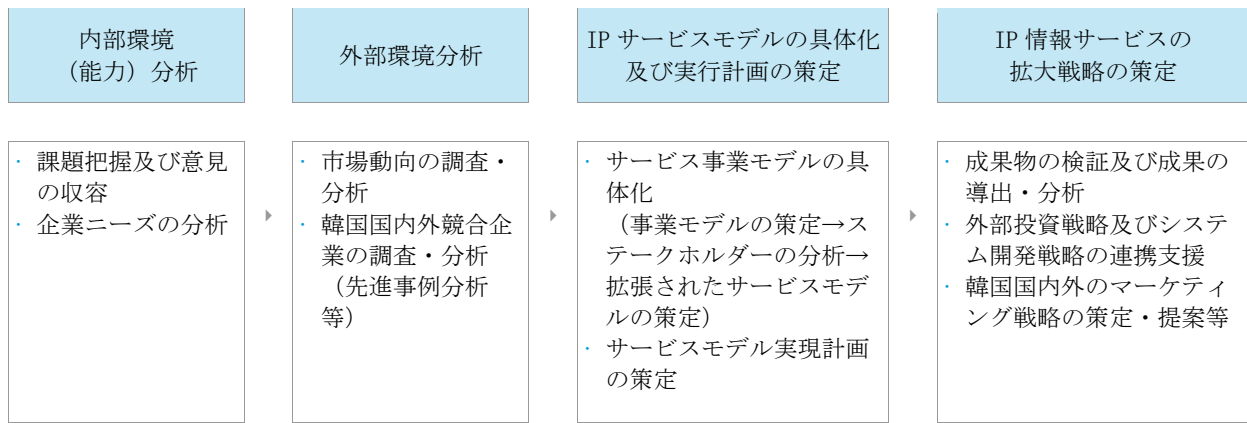 内部環境
（能力）分析
外部環境分析
IP サービスモデルの具体化
及び実行計画の策定
IP 情報サービスの
拡大戦略の策定
· 課題把握及び意見
の収容
· 企業ニーズの分析
· 市場動向の調査・
分析
· 韓国国内外競合企
業の調査・分析
（先進事例分析
等）
· サービス事業モデルの具
体化
（事業モデルの策定→ス
テークホルダーの分析→
拡張されたサービスモデ
ルの策定）
· サービスモデル実現計画
の策定
· 成果物の検証及び成果の
導出・分析
· 外部投資戦略及びシステ
ム開発戦略の連携支援
· 韓国国内外のマーケティ
ング戦略の策定・提案等